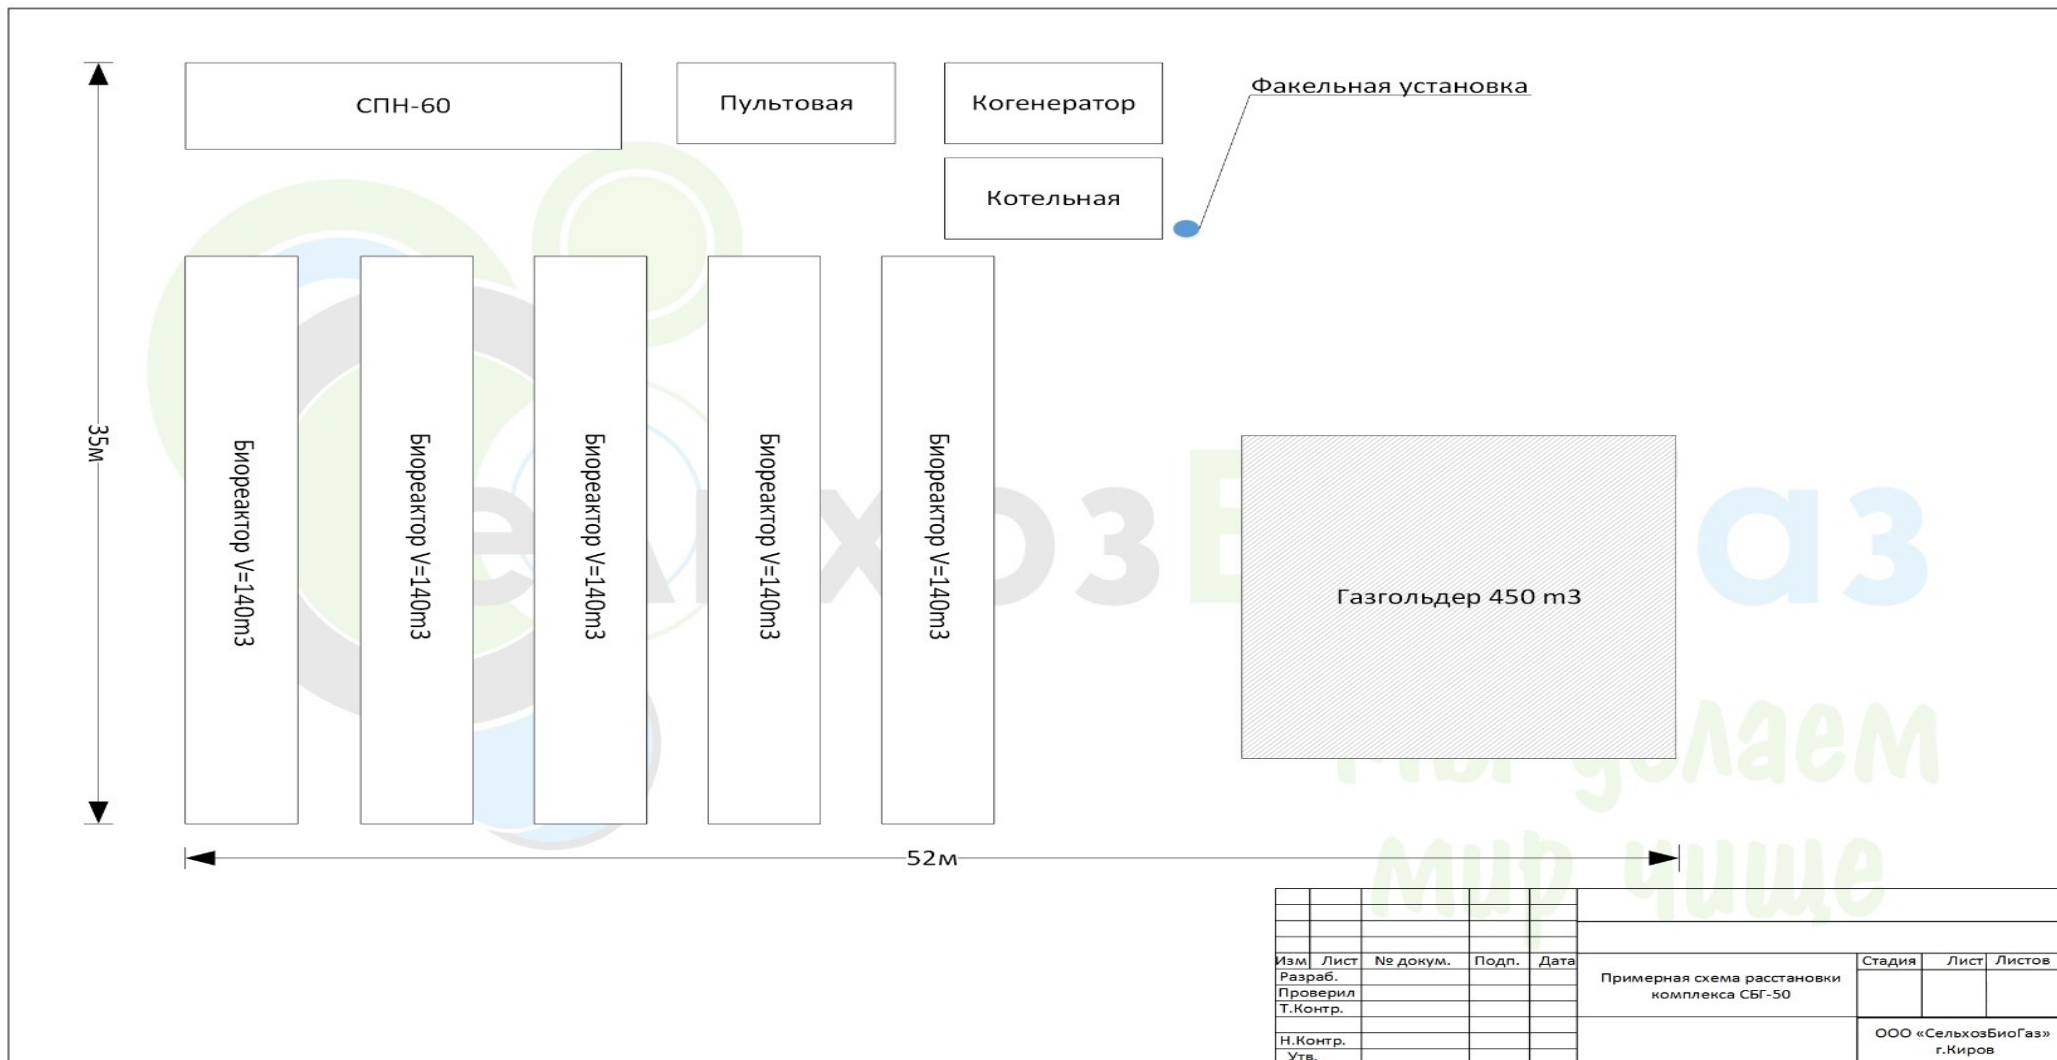 СПН-60
Пультовая
Когенератор
Факельная установка
Котельная
35м
Биореактор V=140m3
Биореактор V=140m3
Биореактор V=140m3
Биореактор V=140m3
Биореактор V=140m3
Газгольдер 450 m3
мир чище
52м
Изм Лист № докум. Подп. Дата
Разраб.
Проверил
Т.Контр.
Н.Контр.
Утв.
Примерная схема расстановки
комплекса СБГ-50
Стадия Лист Листов
ООО «СельхозБиоГаз»
г.Киров